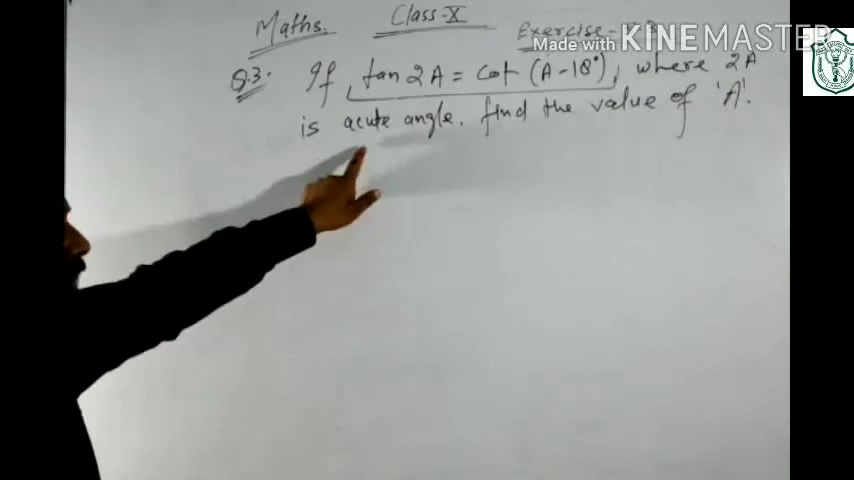 Maths. Class-X Exercise-
Made with KINEMASTER
Q.3. If, tan 2A = cot (A-18°), where 2A
is acute angle. find the value of 'A'.